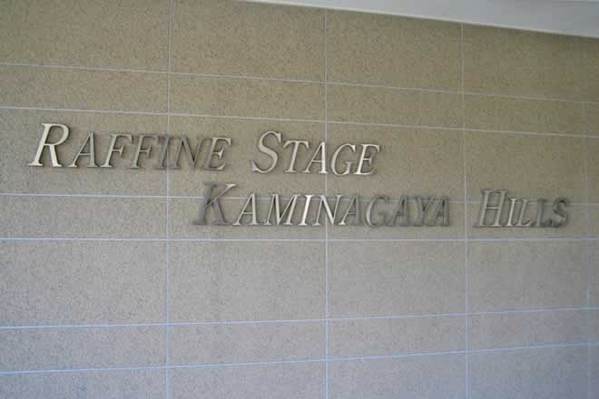 RAFFINE STAGE
KAMINAGAYA HILLS